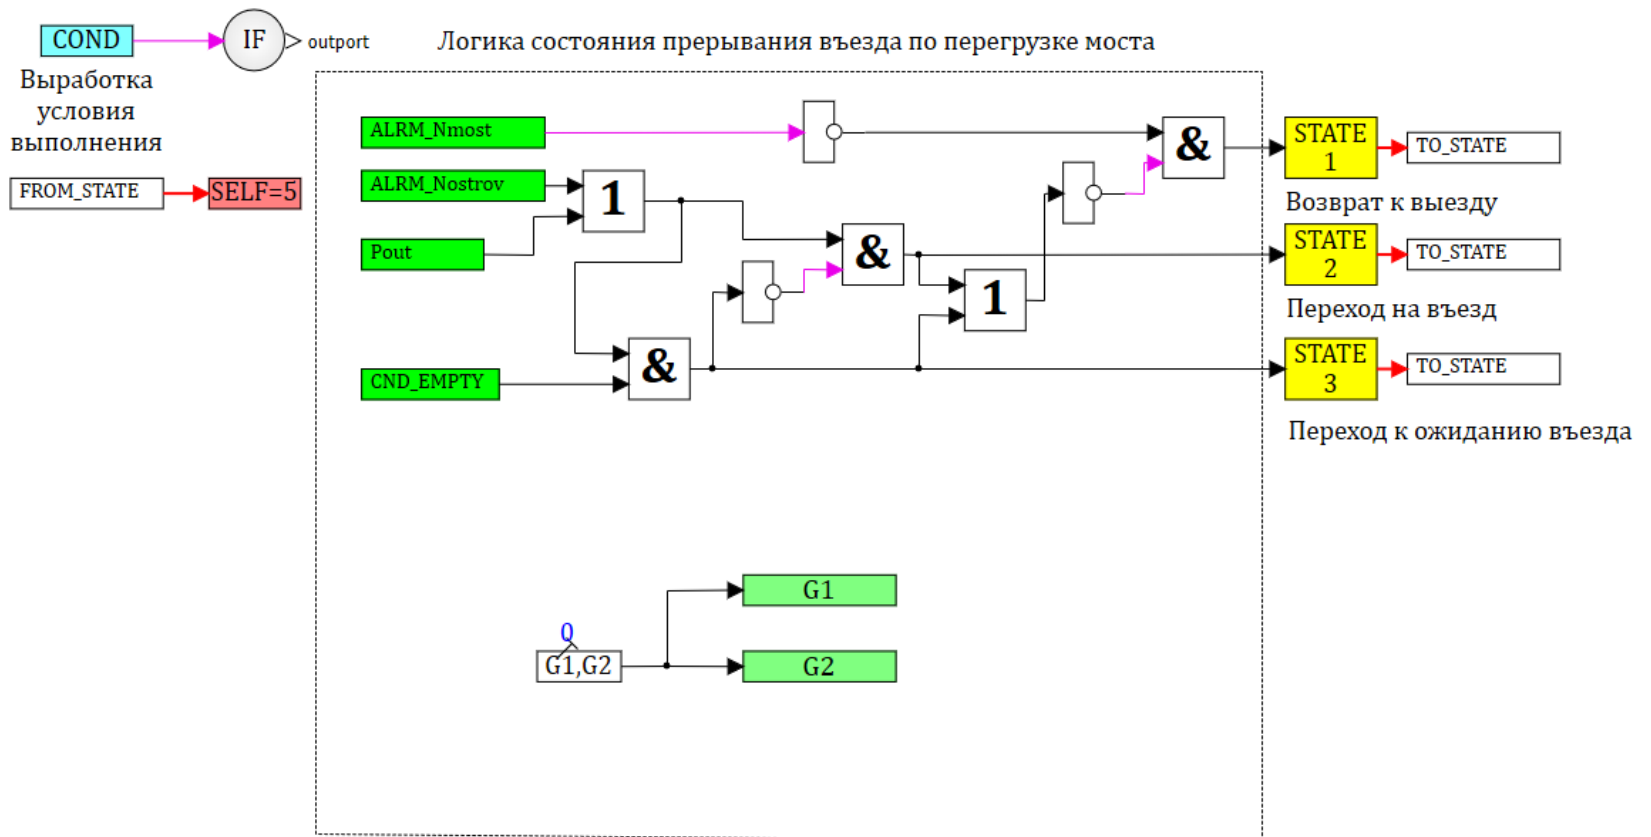 COND
IF
outport
Логика состояния прерывания въезда по перегрузке моста
Выработка
условия
выполнения
FROM_STATE
SELF=5
ALRM_Nmost
ALRM_Nostrov
Pout
CND_EMPTY
1
&
&
1
&
STATE
1
TO_STATE
Возврат к выезду
STATE
2
TO_STATE
Переход на въезд
STATE
3
TO_STATE
Переход к ожиданию въезда
0
G1,G2
G1
G2